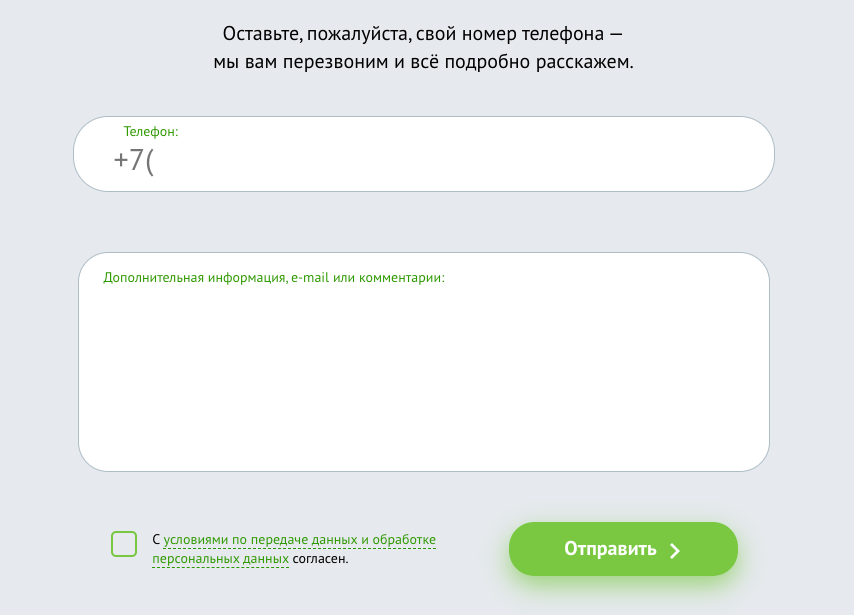 Оставьте, пожалуйста, свой номер телефона —
мы вам перезвоним и всё подробно расскажем.
Телефон:
+7(
Дополнительная информация, e-mail или комментарии:
С условиями по передаче данных и обработке
персональных данных согласен.
Отправить